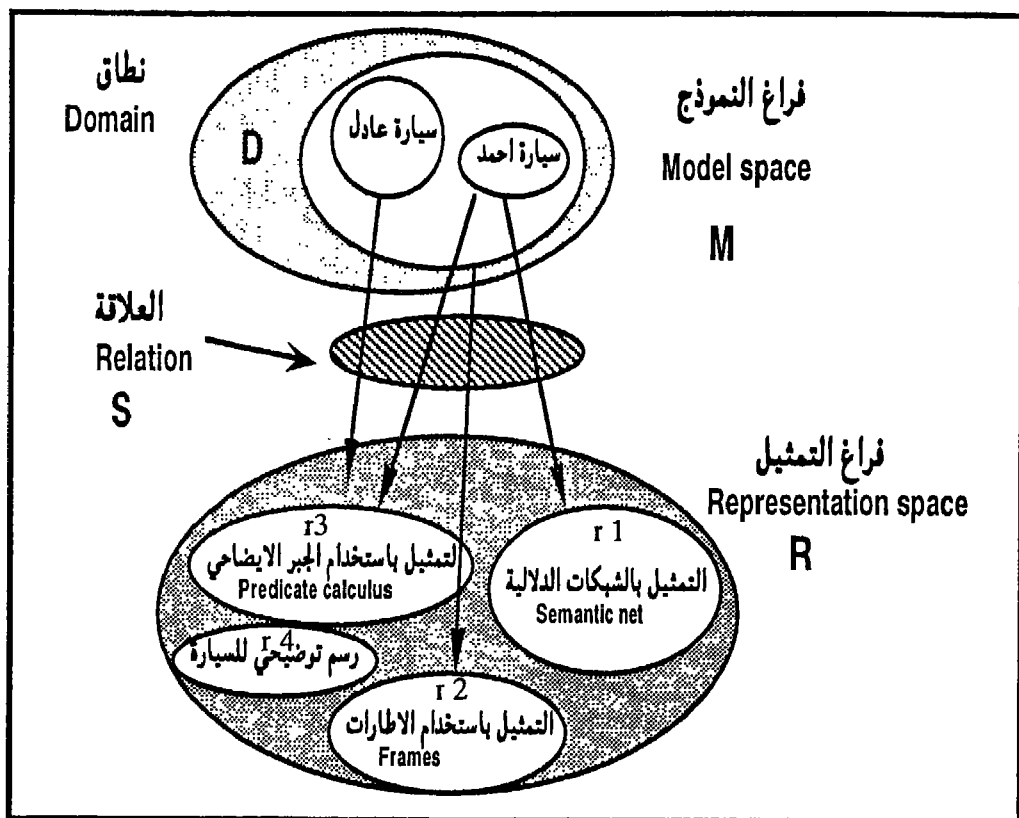 نطاق
Domain
D
سيارة عادل
سيارة احمد
فراغ النموذج
Model space
M
العلاقة
Relation
S
فراغ التمثيل
Representation space
R
r3
لتمثيل باستخدام الجبر الايضاحي
Predicate calculus
r 1
التمثيل بالشبكات الدلالية
Semantic net
r 4
رسم توضيحي للسيارة
r 2
التمثيل باستخدام الاطارات
Frames